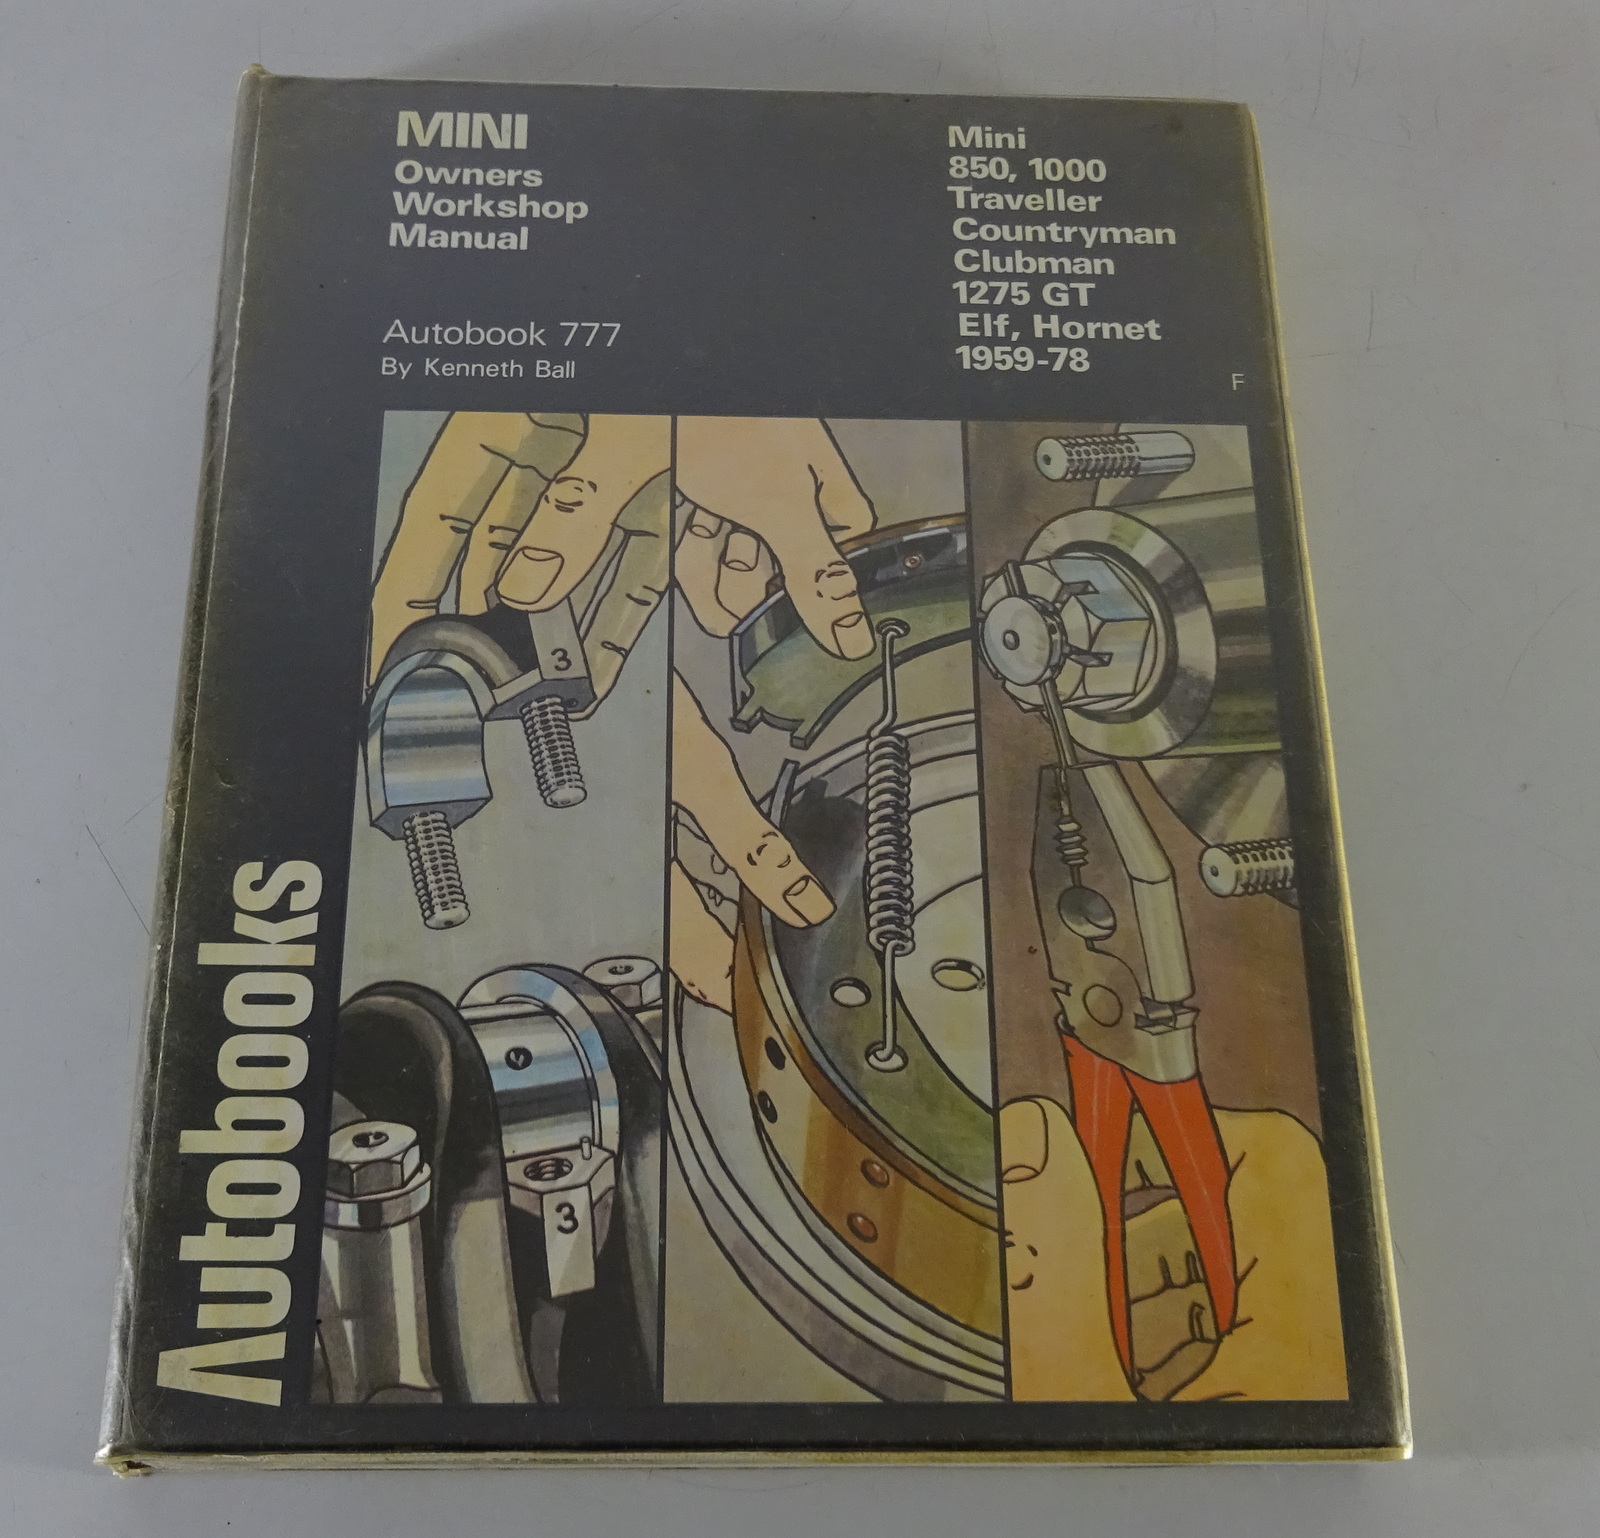 MINI
Owners
Workshop
Manual
Autobook 777
By Kenneth Ball
Mini
850, 1000
Traveller
Countryman
Clubman
1275 GT
Elf, Hornet
1959-78
F
3
3
Autobooks